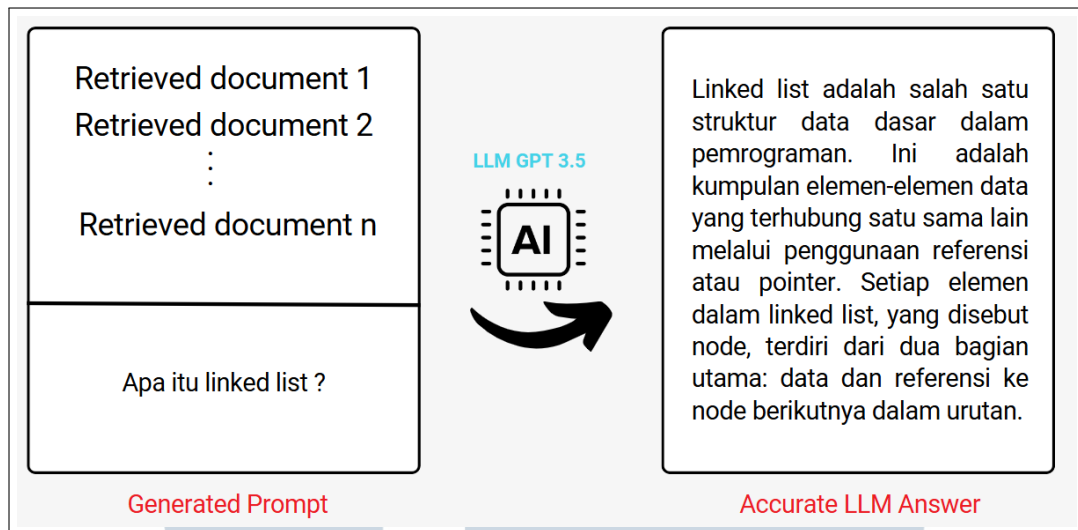 Retrieved document 1
Retrieved document 2
⋮
Retrieved document n
Apa itu linked list ?
Generated Prompt
LLM GPT 3.5
AI
Linked list adalah salah satu
struktur data dasar dalam
pemrograman. Ini adalah
kumpulan elemen-elemen data
yang terhubung satu sama lain
melalui penggunaan referensi
atau pointer. Setiap elemen
dalam linked list, yang disebut
node, terdiri dari dua bagian
utama: data dan referensi ke
node berikutnya dalam urutan.
Accurate LLM Answer